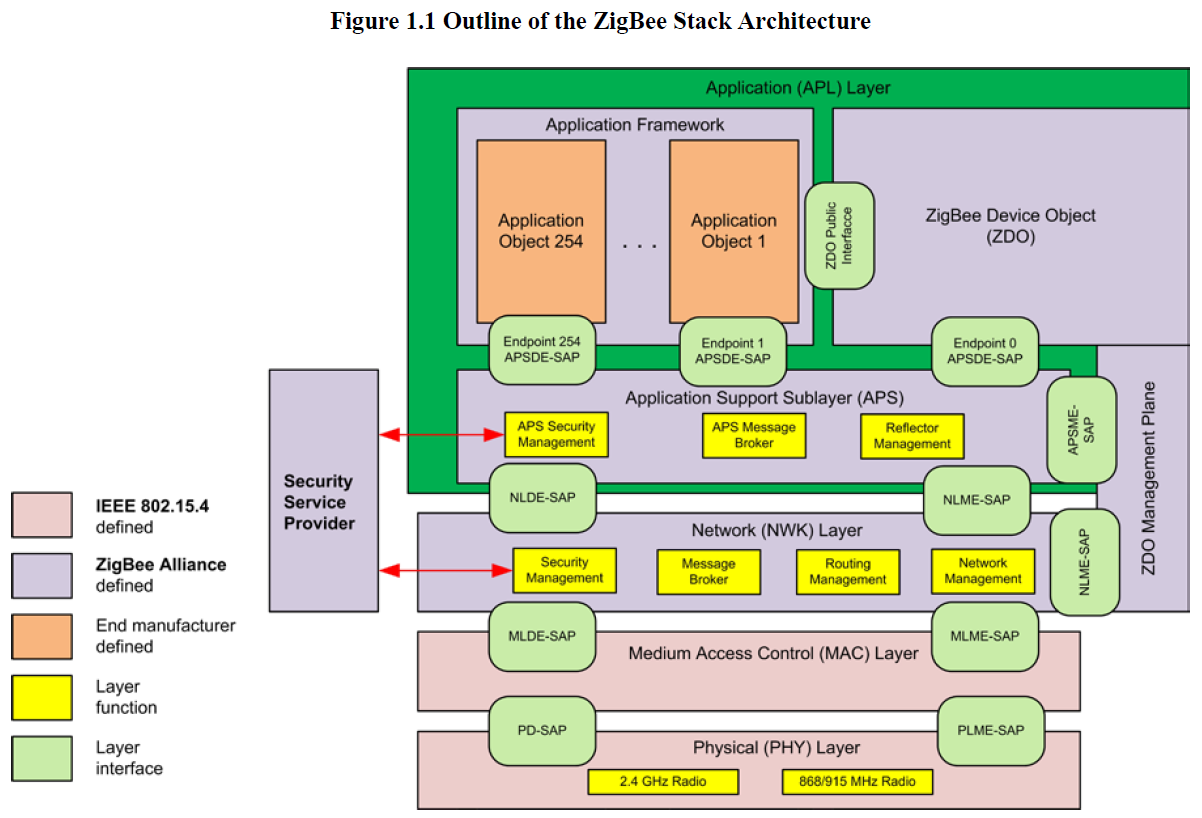 Figure 1.1 Outline of the ZigBee Stack Architecture
Application (APL) Layer
Application Framework
Application
Object 254
. . .
Application
Object 1
ZDO Public
Interfacce
ZigBee Device Object
(ZDO)
Endpoint 254
APSDE-SAP
Endpoint 1
APSDE-SAP
Endpoint 0
APSDE-SAP
Application Support Sublayer (APS)
APS Security
Management
APS Message
Broker
Reflector
Management
APSME-
SAP
ZDO Management Plane
Security
Service
Provider
NLDE-SAP
NLME-SAP
Network (NWK) Layer
Security
Management
Message
Broker
Routing
Management
Network
Management
NLME-SAP
MLDE-SAP
MLME-SAP
Medium Access Control (MAC) Layer
PD-SAP
PLME-SAP
Physical (PHY) Layer
2.4 GHz Radio
868/915 MHz Radio
IEEE 802.15.4
defined
ZigBee Alliance
defined
End manufacturer
defined
Layer
function
Layer
interface